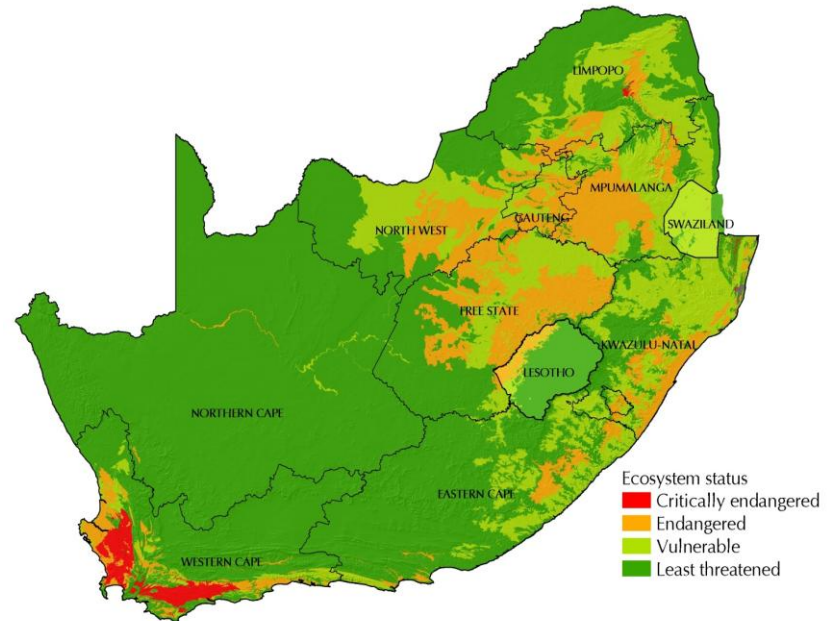 LIMPOPO
MPUMALANGA
NORTH WEST
GAUTENG
SWAZILAND
FREE STATE
KWAZULU-NATAL
LESOTHO
NORTHERN CAPE
EASTERN CAPE
WESTERN CAPE
Ecosystem status
Critically endangered
Endangered
Vulnerable
Least threatened